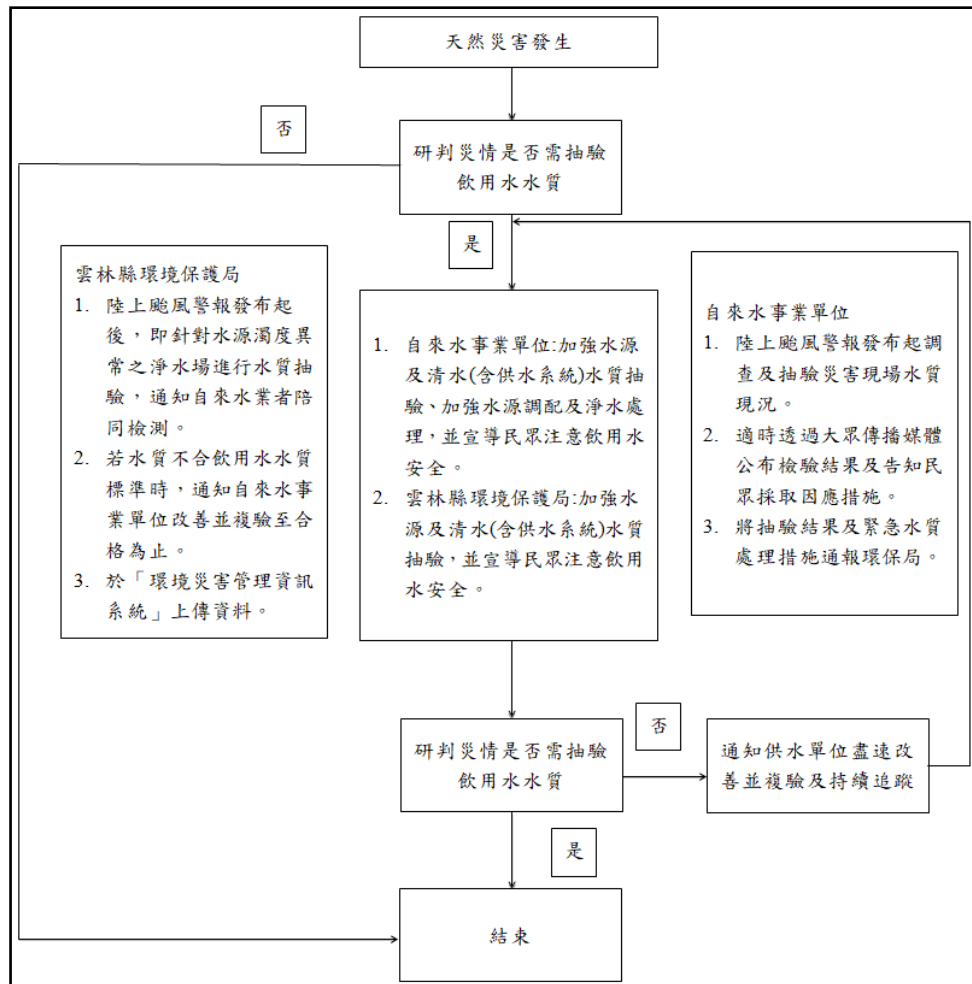 天然災害發生
否
研判災情是否需抽驗
飲用水水質
是
雲林縣環境保護局
1. 陸上颱風警報發布起
後，即針對水源濁度異
常之淨水場進行水質抽
驗，通知自來水業者陪
同檢測。
2. 若水質不合飲用水水質
標準時，通知自來水事
業單位改善並複驗至合
格為止。
3. 於「環境災害管理資訊
系統」上傳資料。
1. 自來水事業單位:加強水源
及清水(含供水系統)水質抽
驗、加強水源調配及淨水處
理，並宣導民眾注意飲用水
安全。
2. 雲林縣環境保護局:加強水
源及清水(含供水系統)水質
抽驗，並宣導民眾注意飲用
水安全。
自來水事業單位
1. 陸上颱風警報發布起調
查及抽驗災害現場水質
現況。
2. 適時透過大眾傳播媒體
公布檢驗結果及告知民
眾採取因應措施。
3. 將抽驗結果及緊急水質
處理措施通報環保局。
研判災情是否需抽驗
飲用水水質
否
通知供水單位盡速改
善並複驗及持續追蹤
是
結束